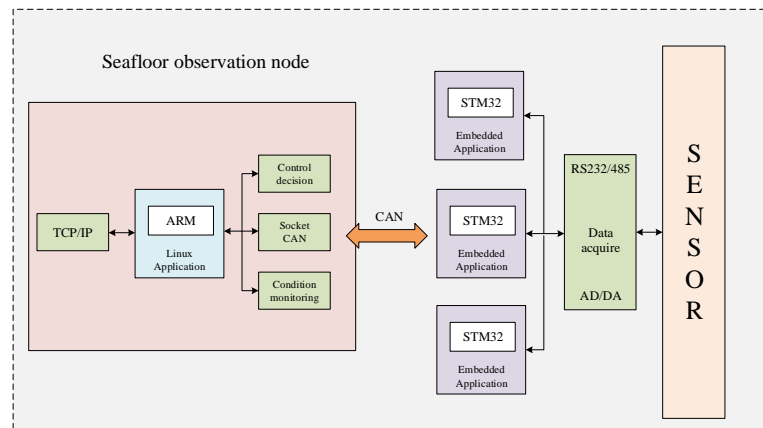 Seafloor observation node
TCP/IP
ARM
Linux
Application
Control
decision
Socket
CAN
Condition
monitoring
CAN
STM32
Embedded
Application
STM32
Embedded
Application
STM32
Embedded
Application
RS232/485
Data
acquire
AD/DA
S
E
N
S
O
R